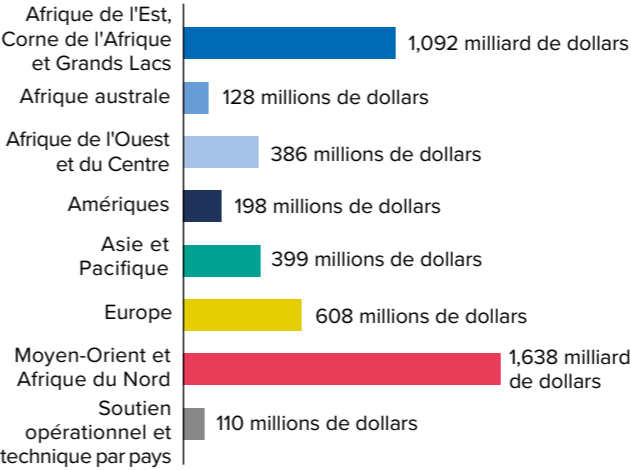 Afrique de l'Est,
Corne de l'Afrique
et Grands Lacs
1,092 milliard de dollars
Afrique australe
128 millions de dollars
Afrique de l'Ouest
et du Centre
386 millions de dollars
Amériques
198 millions de dollars
Asie et
Pacifique
399 millions de dollars
Europe
608 millions de dollars
Moyen-Orient et
Afrique du Nord
1,638 milliard
de dollars
Soutien
opérationnel et
technique par pays
110 millions de dollars